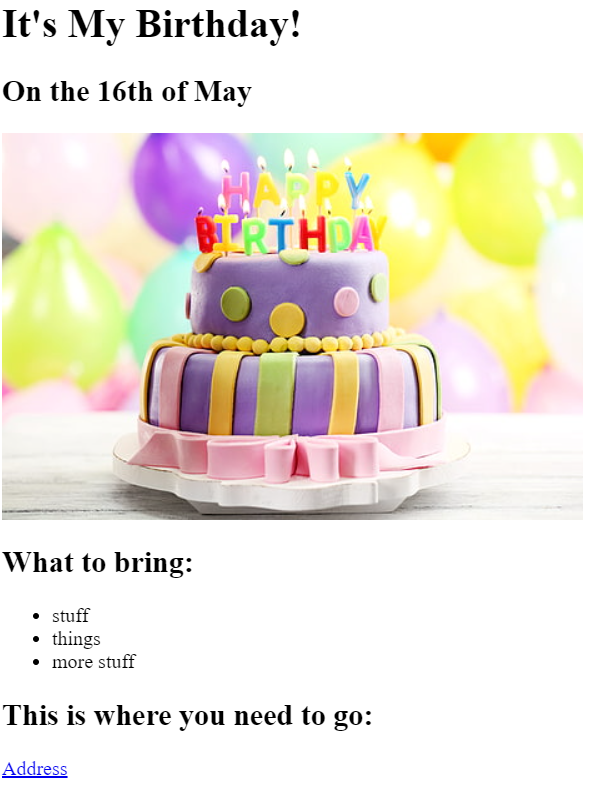 It's My Birthday!
On the 16th of May
HAPPY
BIRTHDAY
What to bring:
stuff
things
more stuff
This is where you need to go:
Address